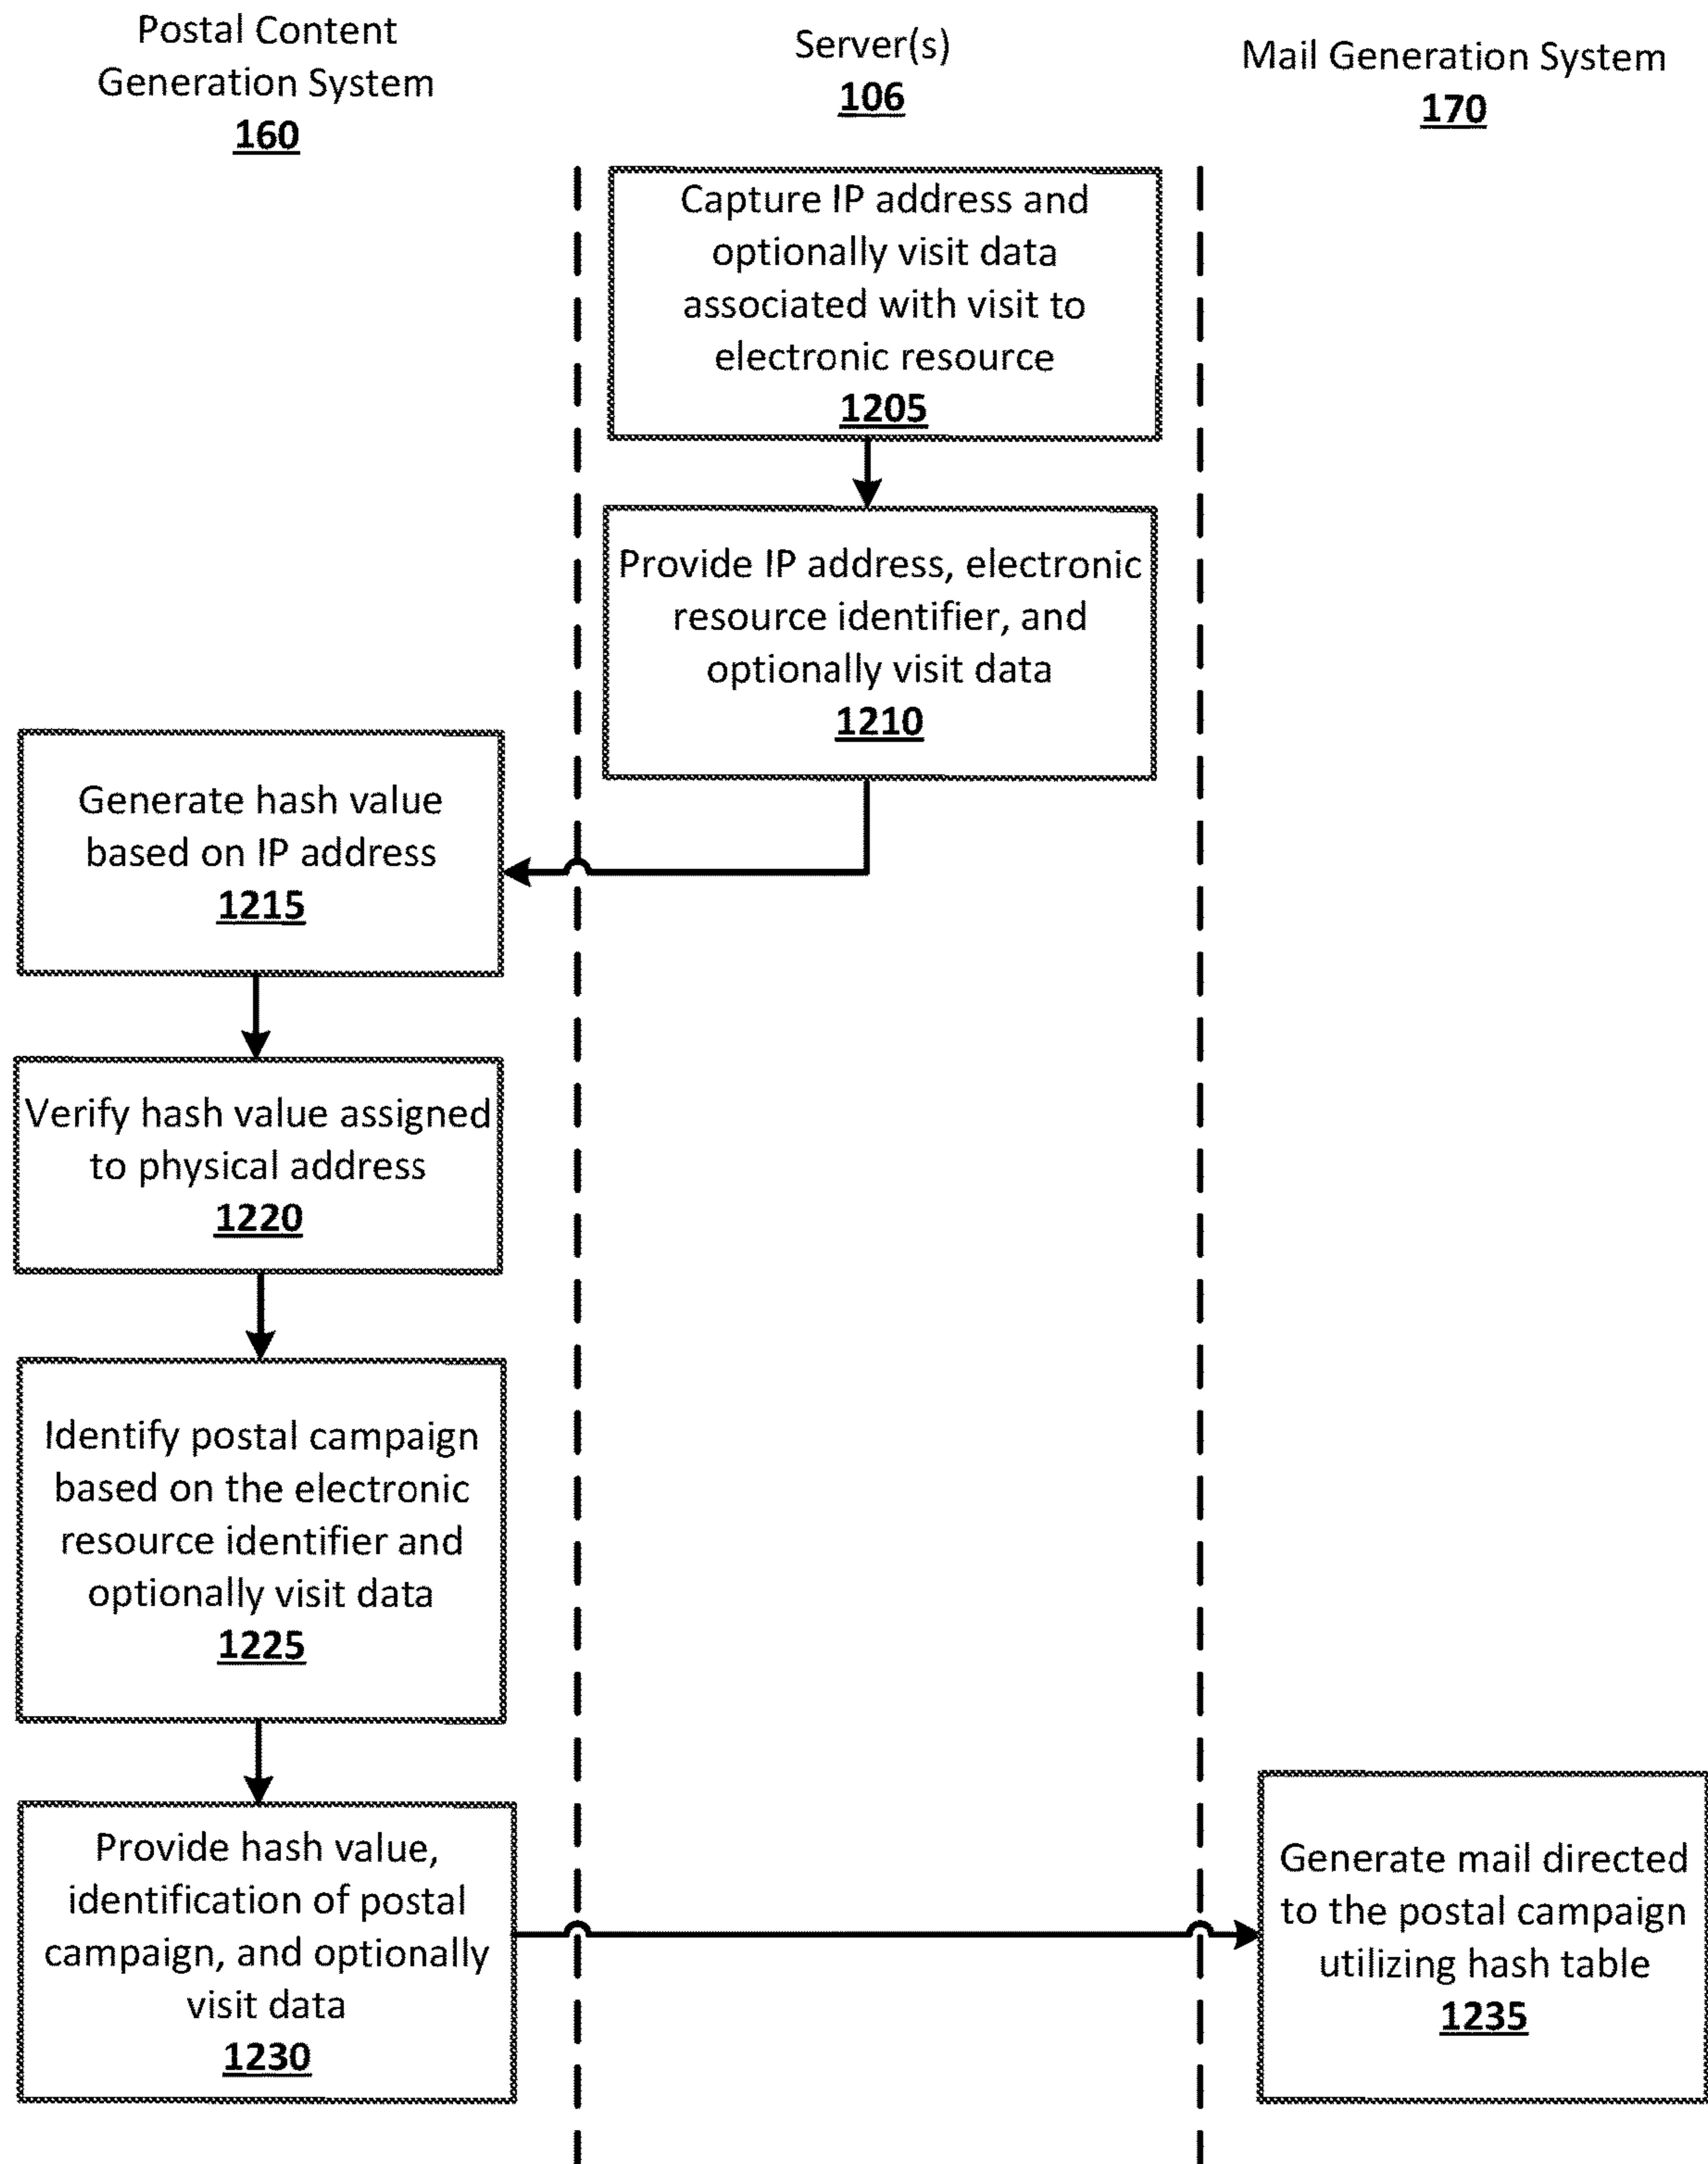 Postal Content
Generation System
160
Server(s)
106
Mail Generation System
170
Capture IP address and
optionally visit data
associated with visit to
electronic resource
1205
Provide IP address, electronic
resource identifier, and
optionally visit data
1210
Generate hash value
based on IP address
1215
Verify hash value assigned
to physical address
1220
Identify postal campaign
based on the electronic
resource identifier and
optionally visit data
1225
Provide hash value,
identification of postal
campaign, and optionally
visit data
1230
Generate mail directed
to the postal campaign
utilizing hash table
1235